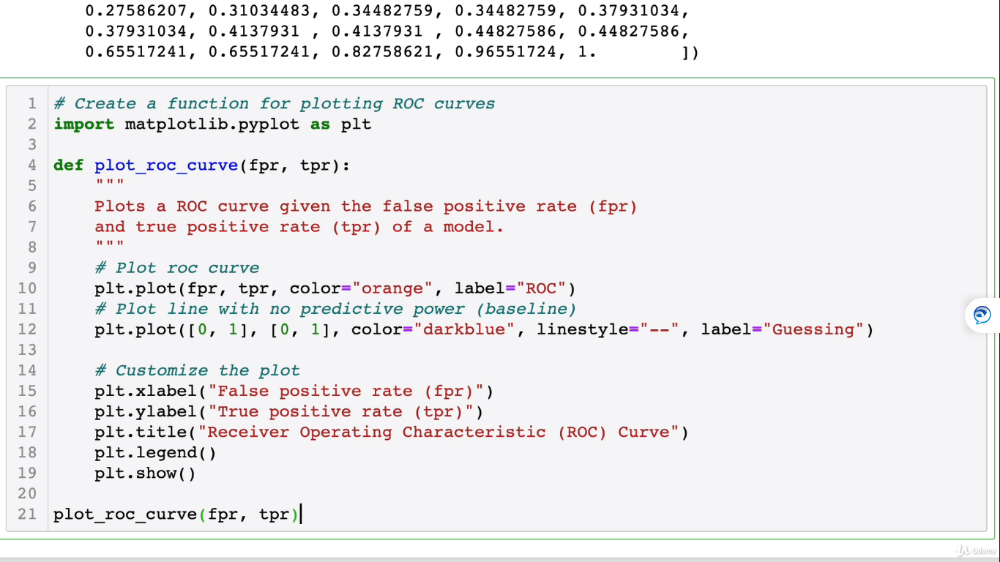 0.27586207, 0.31034483, 0.34482759, 0.34482759, 0.37931034,
0.37931034, 0.4137931 , 0.4137931 , 0.44827586, 0.44827586,
0.65517241, 0.65517241, 0.82758621, 0.96551724, 1.        ])
1 # Create a function for plotting ROC curves
2 import matplotlib.pyplot as plt
3
4 def plot_roc_curve(fpr, tpr):
5     """
6     Plots a ROC curve given the false positive rate (fpr)
7     and true positive rate (tpr) of a model.
8     """
9     # Plot roc curve
10     plt.plot(fpr, tpr, color="orange", label="ROC")
11     # Plot line with no predictive power (baseline)
12     plt.plot([0, 1], [0, 1], color="darkblue", linestyle="--", label="Guessing")
13
14     # Customize the plot
15     plt.xlabel("False positive rate (fpr)")
16     plt.ylabel("True positive rate (tpr)")
17     plt.title("Receiver Operating Characteristic (ROC) Curve")
18     plt.legend()
19     plt.show()
20
21 plot_roc_curve(fpr, tpr)
Udemy